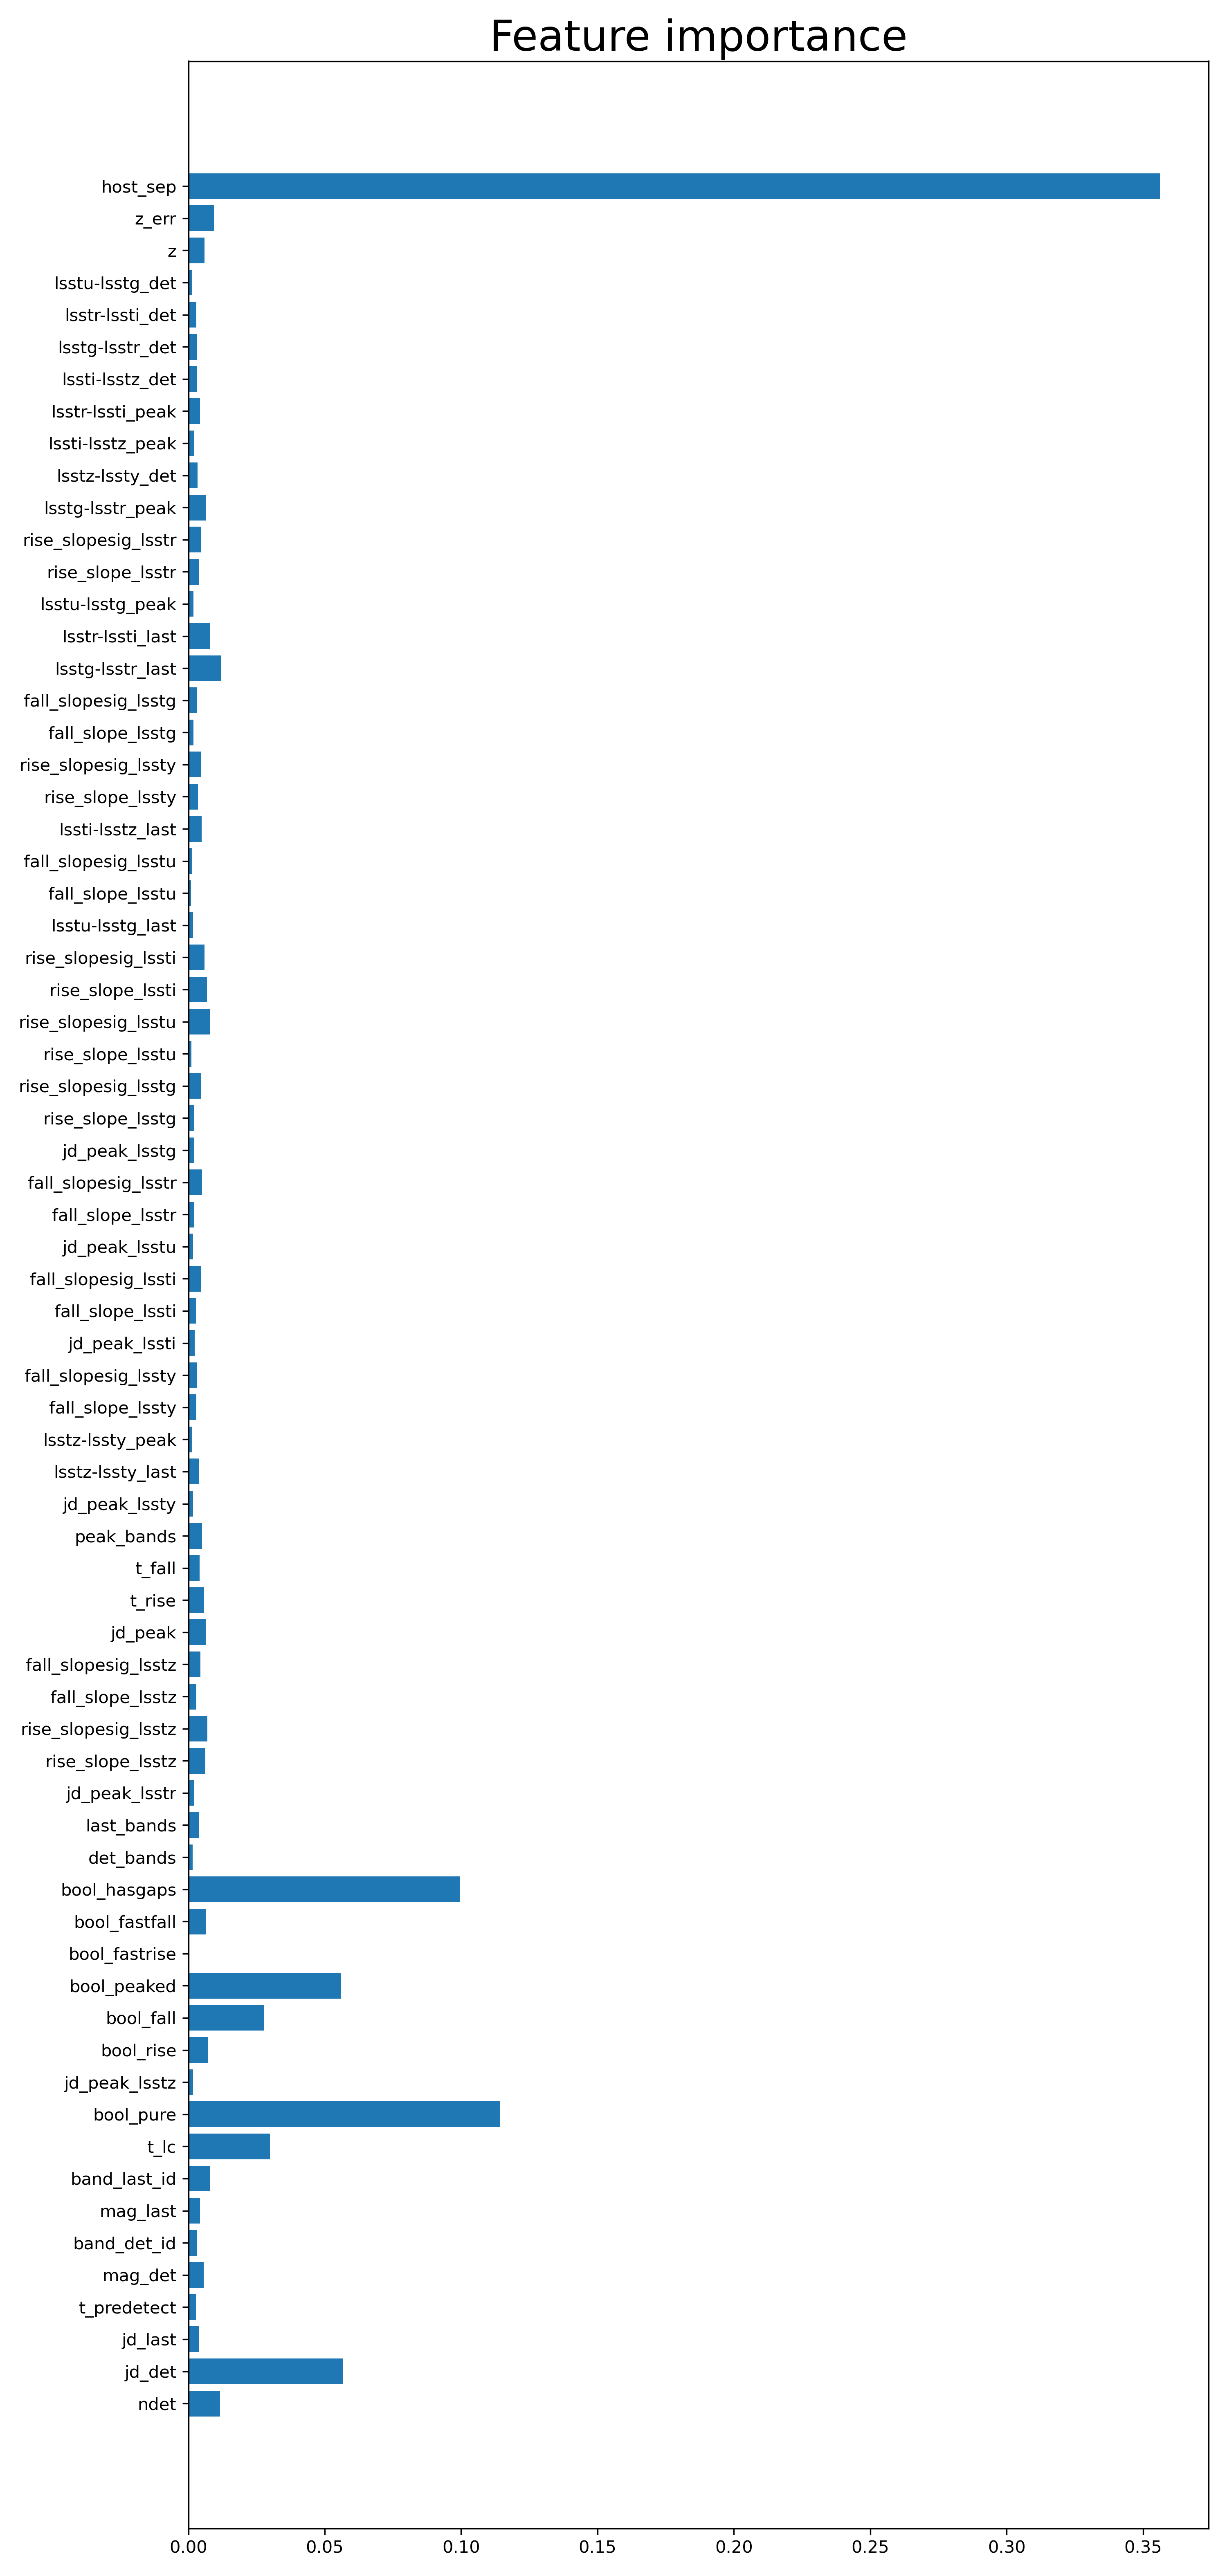 Feature importance
host_sep
z_err
z
lsstu-lsstg_det
lsstr-lssti_det
lsstg-lsstr_det
lssti-lsstz_det
lsstr-lssti_peak
lssti-lsstz_peak
lsstz-lssty_det
lsstg-lsstr_peak
rise_slopesig_lsstr
rise_slope_lsstr
lsstu-lsstg_peak
lsstr-lssti_last
lsstg-lsstr_last
fall_slopesig_lsstg
fall_slope_lsstg
rise_slopesig_lssty
rise_slope_lssty
lssti-lsstz_last
fall_slopesig_lsstu
fall_slope_lsstu
lsstu-lsstg_last
rise_slopesig_lssti
rise_slope_lssti
rise_slopesig_lsstu
rise_slope_lsstu
rise_slopesig_lsstg
rise_slope_lsstg
jd_peak_lsstg
fall_slopesig_lsstr
fall_slope_lsstr
jd_peak_lsstu
fall_slopesig_lssti
fall_slope_lssti
jd_peak_lssti
fall_slopesig_lssty
fall_slope_lssty
lsstz-lssty_peak
lsstz-lssty_last
jd_peak_lssty
peak_bands
t_fall
t_rise
jd_peak
fall_slopesig_lsstz
fall_slope_lsstz
rise_slopesig_lsstz
rise_slope_lsstz
jd_peak_lsstr
last_bands
det_bands
bool_hasgaps
bool_fastfall
bool_fastrise
bool_peaked
bool_fall
bool_rise
jd_peak_lsstz
bool_pure
t_lc
band_last_id
mag_last
band_det_id
mag_det
t_predetect
jd_last
jd_det
ndet
0.00 0.05 0.10 0.15 0.20 0.25 0.30 0.35